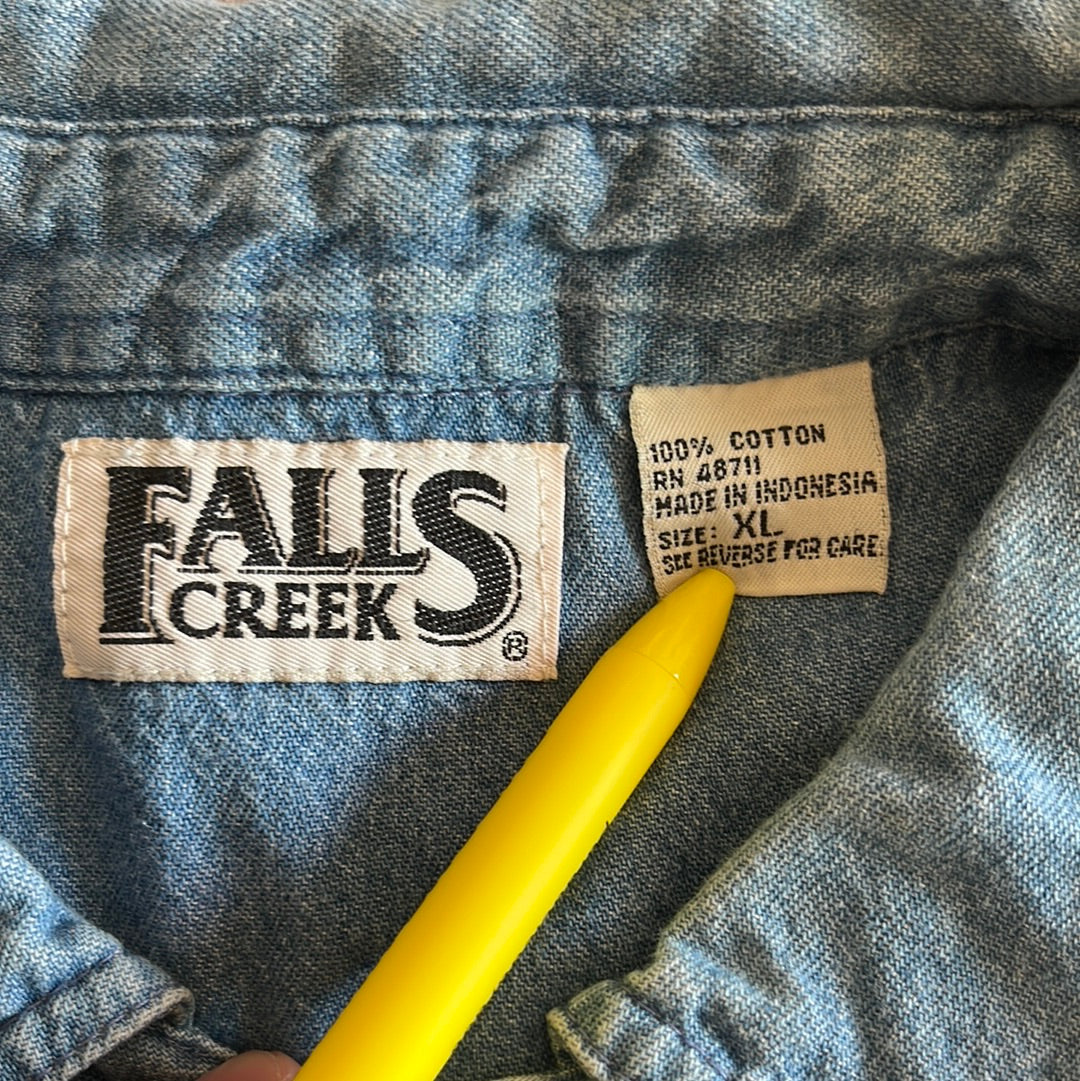 FALLS
CREEK
®
100% COTTON
RN 48711
MADE IN INDONESIA
SIZE: XL
SEE REVERSE FOR CARE